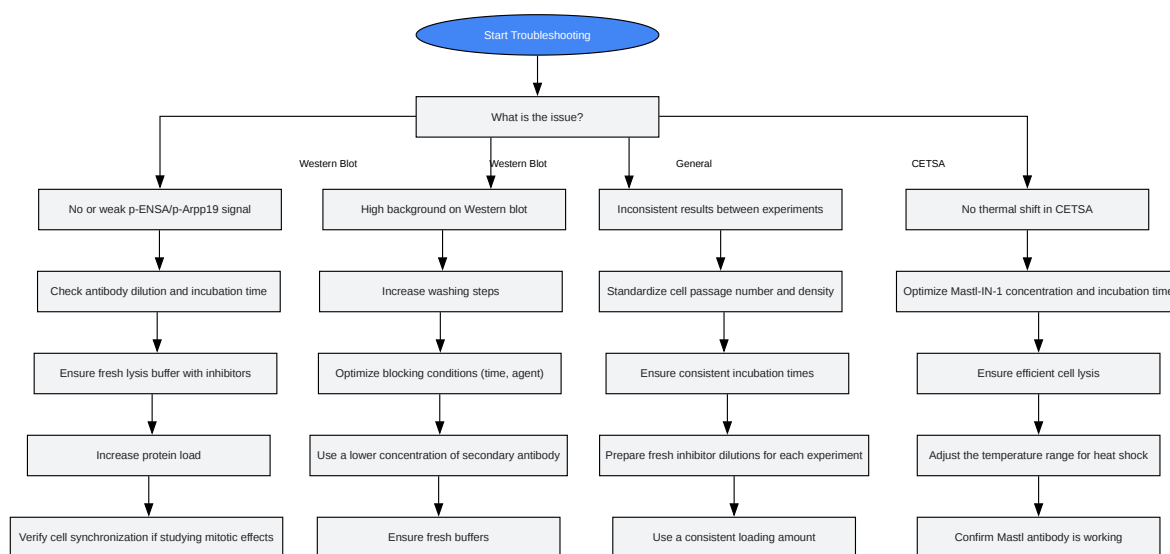 Start Troubleshooting
What is the issue?
Western Blot
Western Blot
General
CETSA
No or weak p-ENSA/p-Arpp19 signal
High background on Western blot
Inconsistent results between experiments
No thermal shift in CETSA
Check antibody dilution and incubation time
Increase washing steps
Standardize cell passage number and density
Optimize Mastl-IN-1 concentration and incubation time
Ensure fresh lysis buffer with inhibitors
Optimize blocking conditions (time, agent)
Ensure consistent incubation times
Ensure efficient cell lysis
Increase protein load
Use a lower concentration of secondary antibody
Prepare fresh inhibitor dilutions for each experiment
Adjust the temperature range for heat shock
Verify cell synchronization if studying mitotic effects
Ensure fresh buffers
Use a consistent loading amount
Confirm Mastl antibody is working